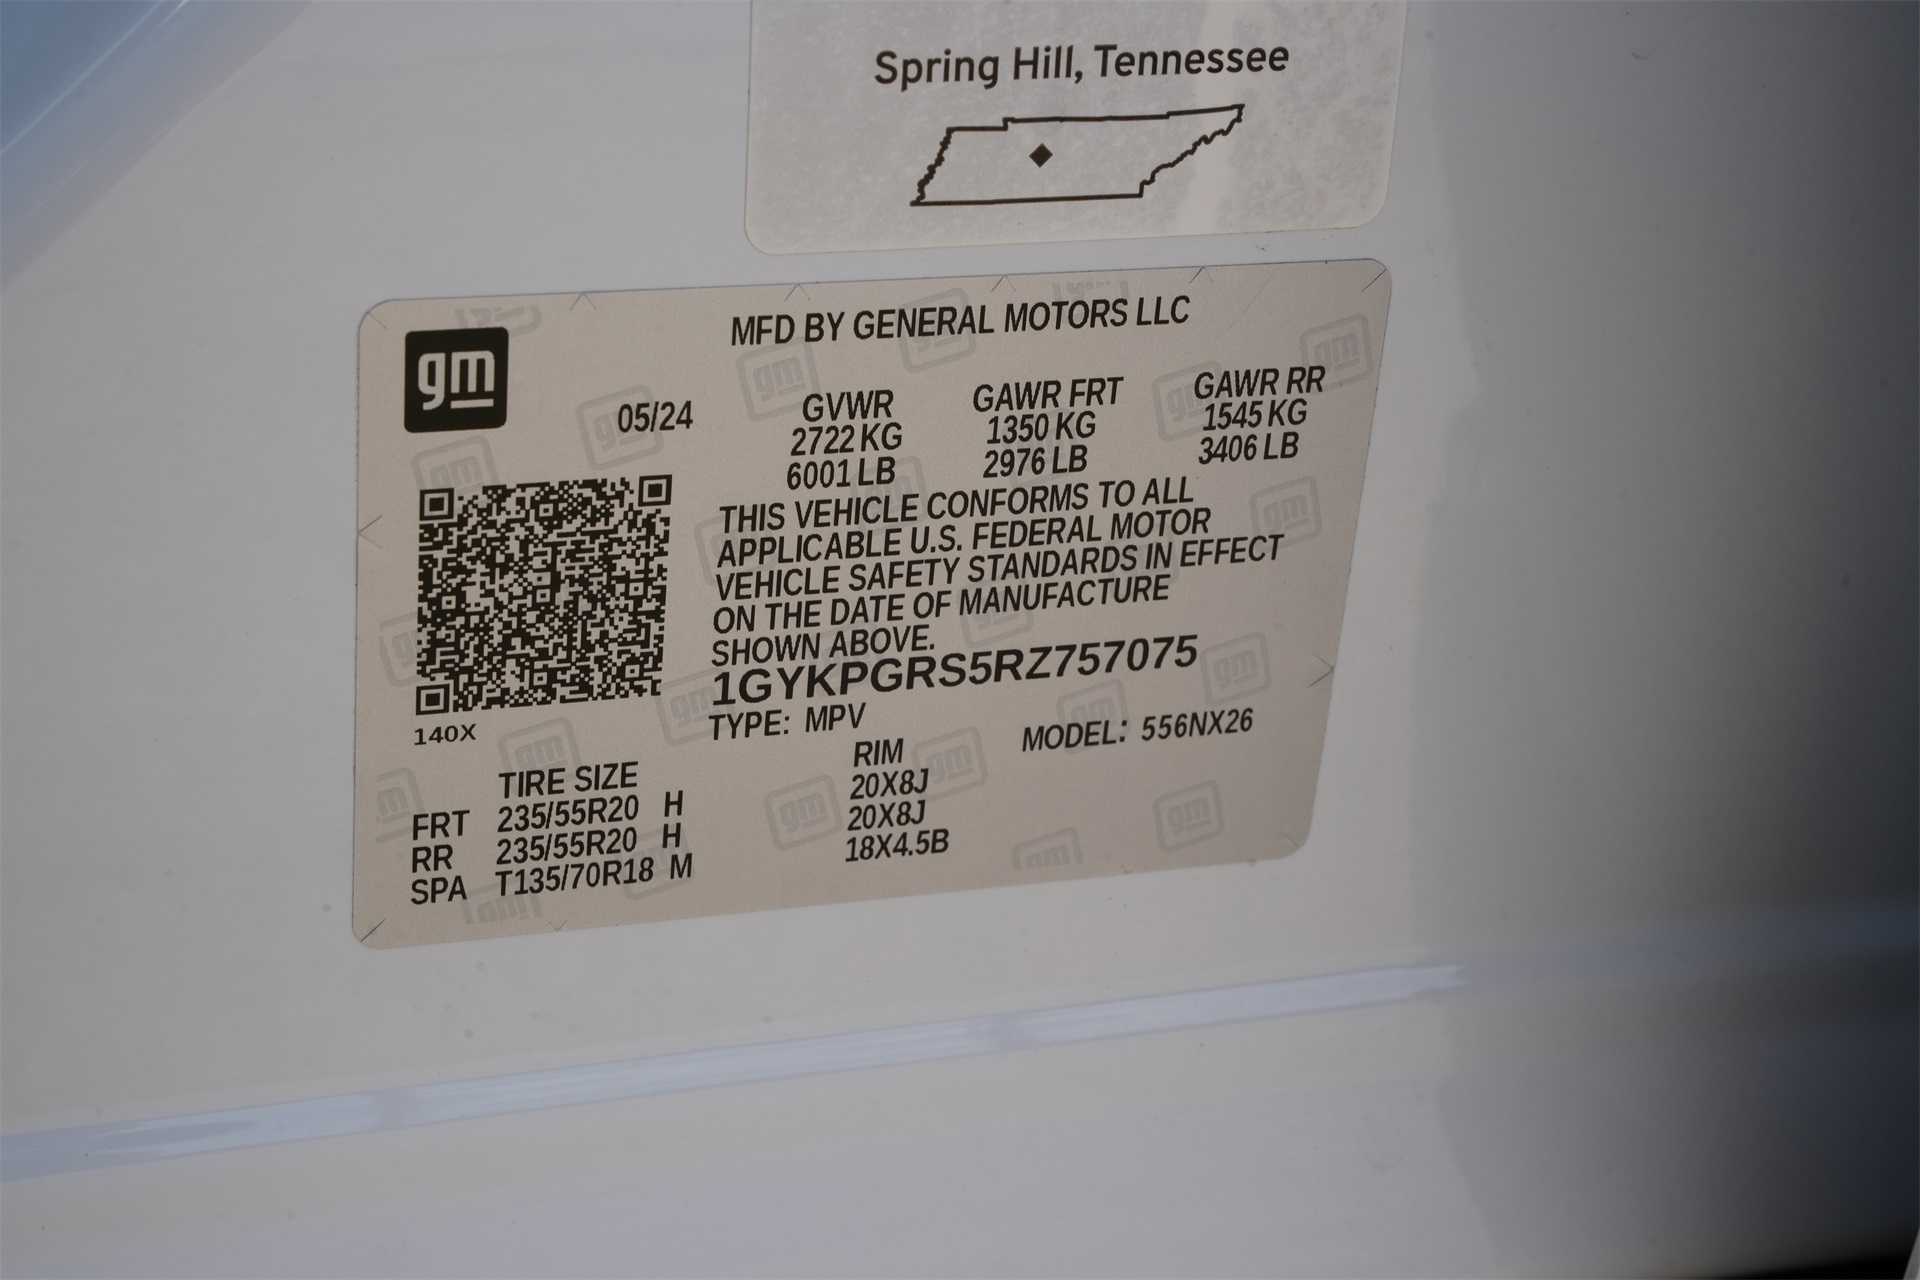 Spring Hill, Tennessee
gm
MFD BY GENERAL MOTORS LLC
05/24 GVWR GAWR FRT GAWR RR
2722 KG 1350 KG 1545 KG
6001 LB 2976 LB 3406 LB
THIS VEHICLE CONFORMS TO ALL
APPLICABLE U.S. FEDERAL MOTOR
VEHICLE SAFETY STANDARDS IN EFFECT
ON THE DATE OF MANUFACTURE
SHOWN ABOVE.
1GYKPGRS5RZ757075
140X
TYPE: MPV MODEL: 556NX26
TIRE SIZE RIM
FRT 235/55R20 H 20X8J
RR 235/55R20 H 20X8J
SPA T135/70R18 M 18X4.5B